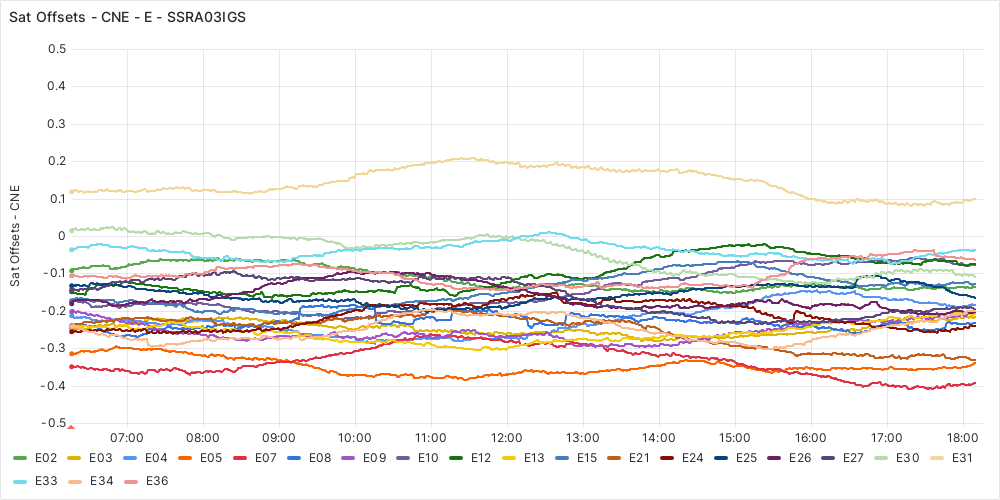 Sat Offsets - CNE - E - SSRA03IGS
Sat Offsets - CNE
0.5
0.4
0.3
0.2
0.1
0
-0.1
-0.2
-0.3
-0.4
-0.5
07:00 08:00 09:00 10:00 11:00 12:00 13:00 14:00 15:00 16:00 17:00 18:00
E02 E03 E04 E05 E07 E08 E09 E10 E12 E13 E15 E21 E24 E25 E26 E27 E30 E31
E33 E34 E36